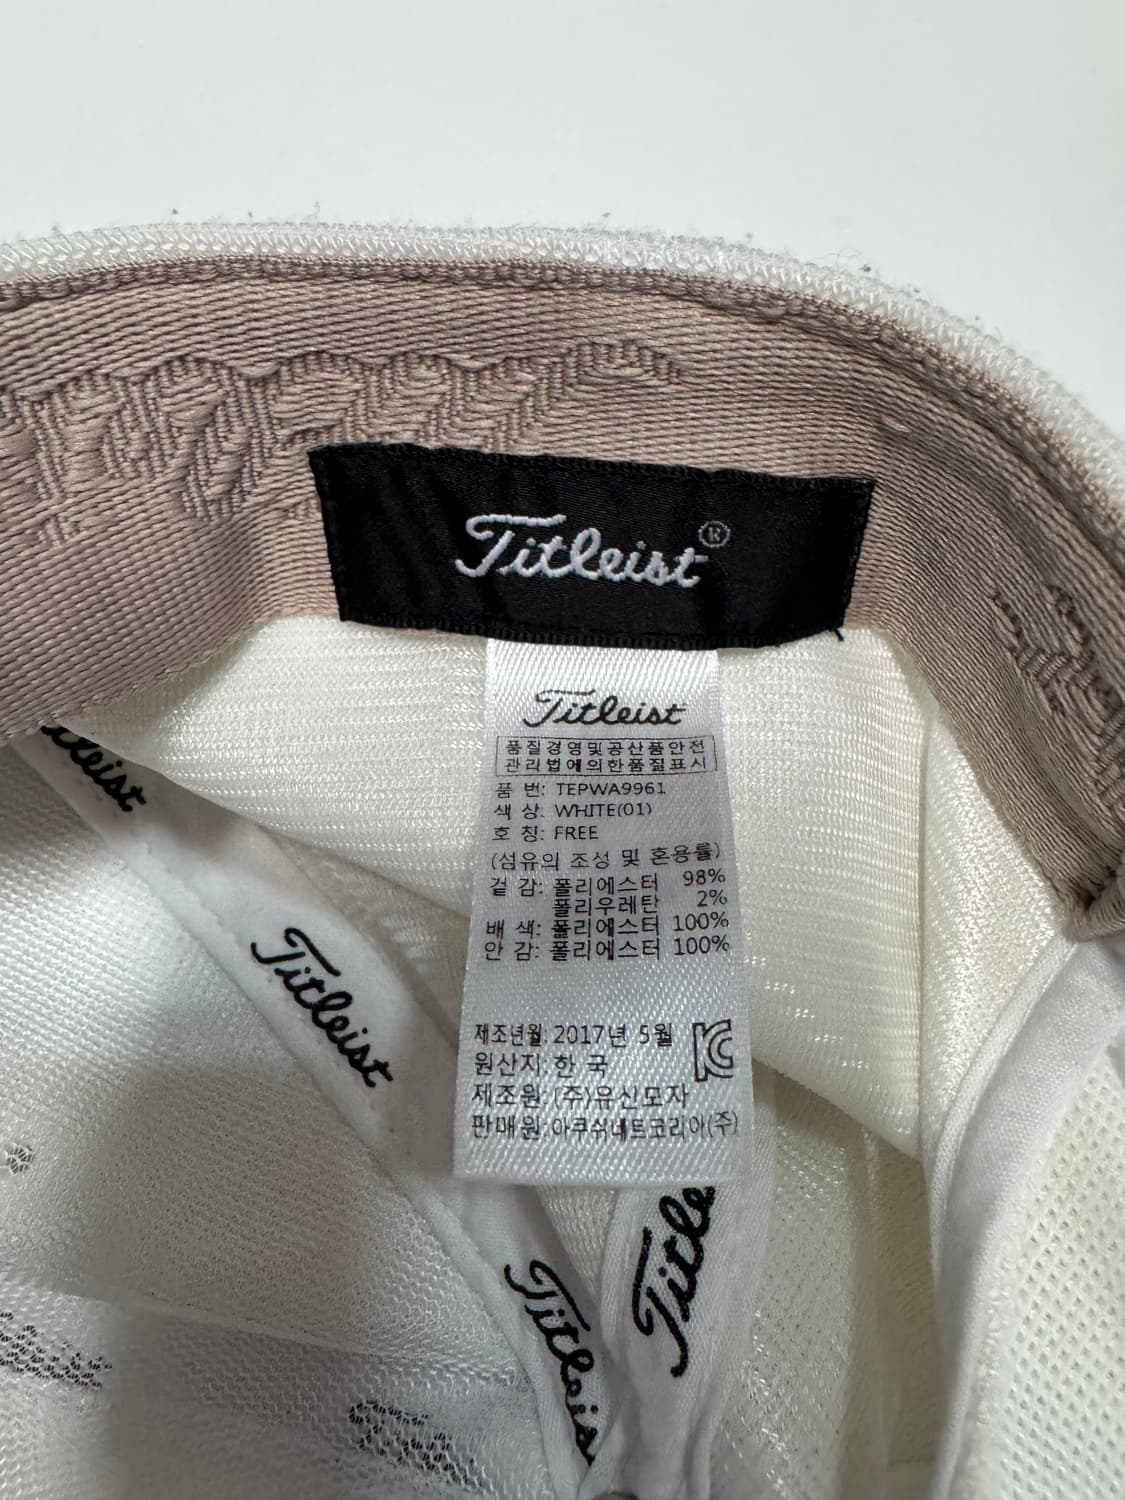 Titleist®
Titleist
품질경영및공산품안전
관리법에의한품질표시
품 번: TEPWA9961
색 상: WHITE(01)
호 칭: FREE
(섬유의 조성 및 혼용률)
겉 감: 폴리에스터 98%
폴리우레탄 2%
배 색: 폴리에스터 100%
안 감: 폴리에스터 100%
제조년월: 2017년 5월
원산지: 한 국
제조원: (주)유신모자
판매원: 아쿠쉬네트코리아(주)
Titleist
Titleist
Titleist
Title